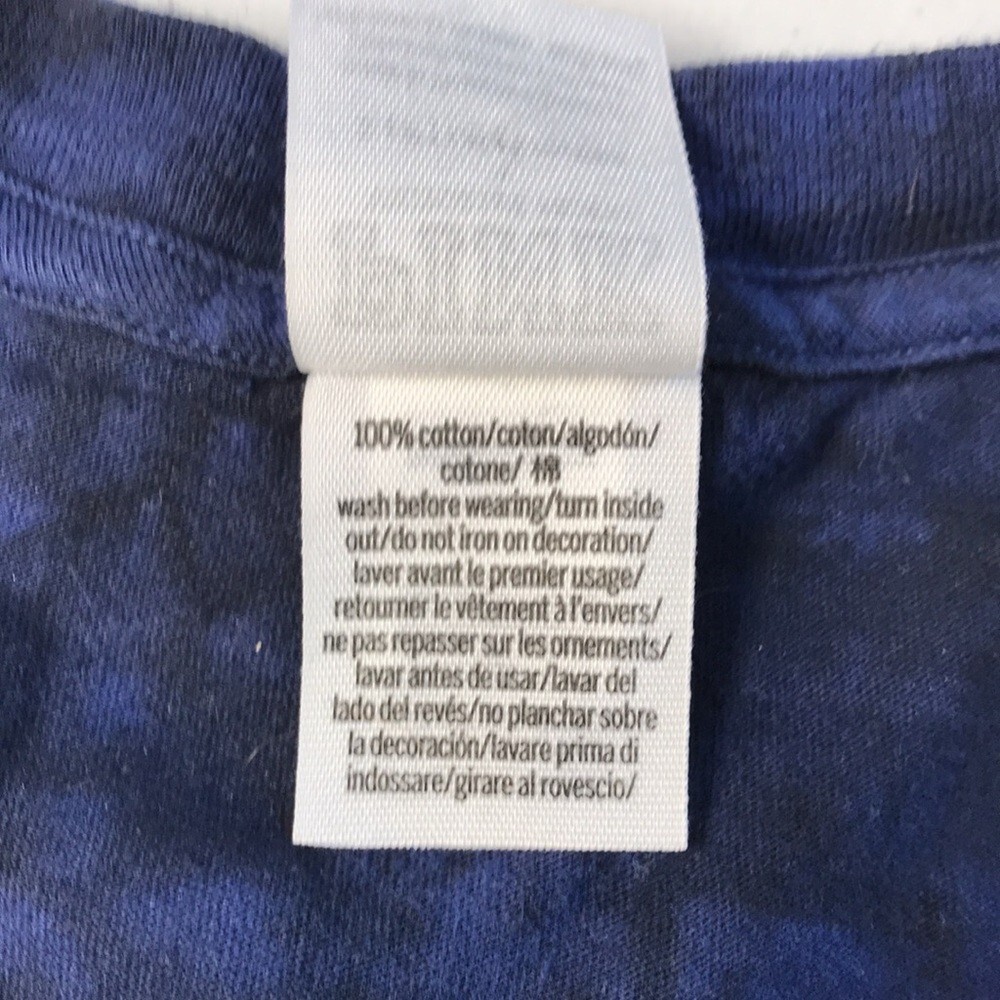 100% cotton/coton/algodón/
cotone/ 棉
wash before wearing/turn inside
out/do not iron on decoration/
laver avant le premier usage/
retourner le vêtement à l'envers/
ne pas repasser sur les ornements/
lavar antes de usar/lavar del
lado del revés/no planchar sobre
la decoración/lavare prima di
indossare/girare al rovescio/